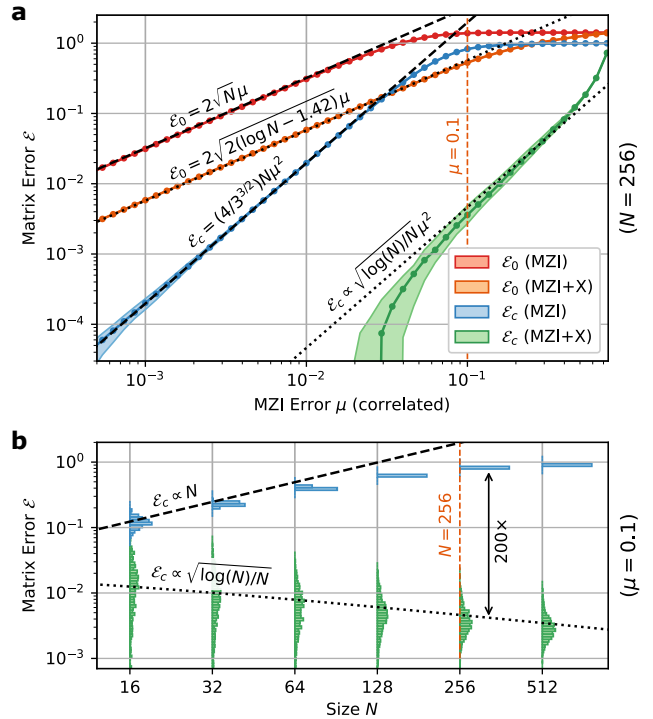 a
10⁰
10⁻¹
10⁻²
10⁻³
10⁻⁴
Matrix Error ℰ
ℰ₀ = 2√Nμ
ℰ₀ = 2√2(log N − 1.42)μ
ℰ_c = (4/3^{3/2})Nμ²
ℰ_c ∝ √log(N)/Nμ²
μ = 0.1
(N = 256)
ℰ₀ (MZI)
ℰ₀ (MZI+X)
ℰ_c (MZI)
ℰ_c (MZI+X)
10⁻³
10⁻²
10⁻¹
MZI Error μ (correlated)
b
10⁰
10⁻¹
10⁻²
10⁻³
Matrix Error ℰ
ℰ_c ∝ N
ℰ_c ∝ √log(N)/N
N = 256
200×
(μ = 0.1)
16
32
64
128
256
512
Size N